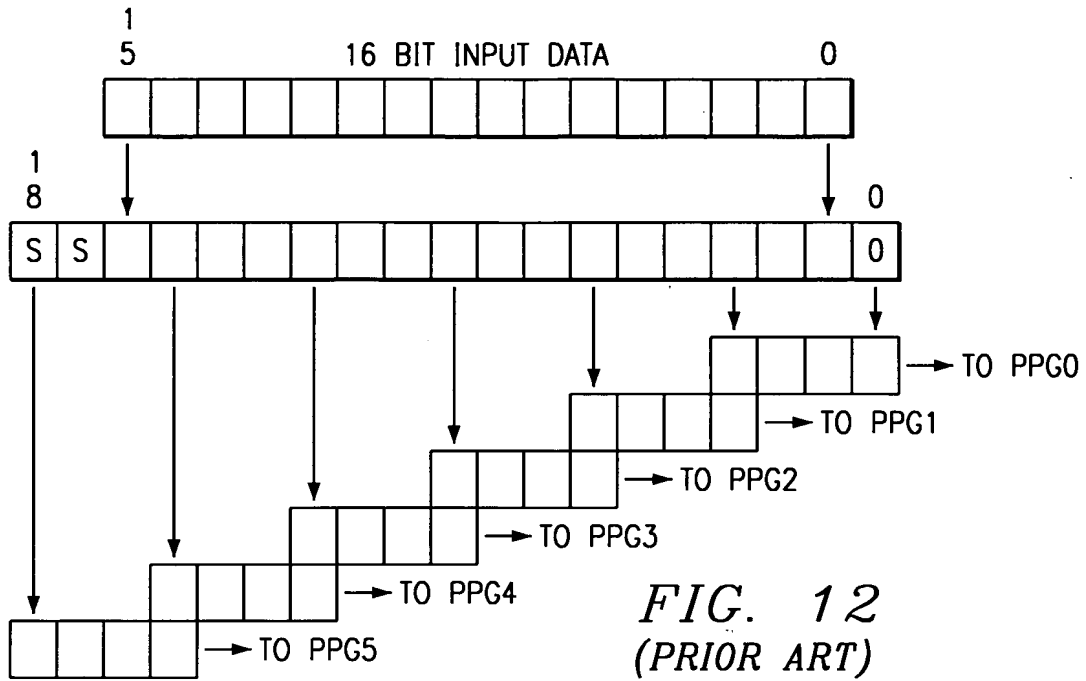 1
5 16 BIT INPUT DATA 0
1
8 0
S S 0
TO PPG0
TO PPG1
TO PPG2
TO PPG3
TO PPG4
TO PPG5
FIG. 12
(PRIOR ART)